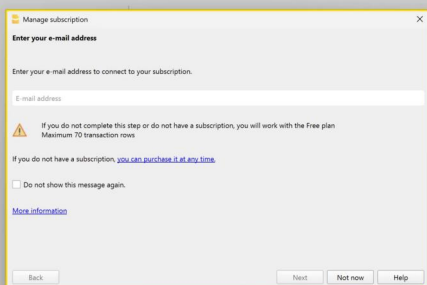 Manage subscription
Enter your e-mail address
Enter your e-mail address to connect to your subscription.
E-mail address
If you do not complete this step or do not have a subscription, you will work with the Free plan
Maximum 70 transaction rows
If you do not have a subscription, you can purchase it at any time.
Do not show this message again.
More information
Back Next Not now Help